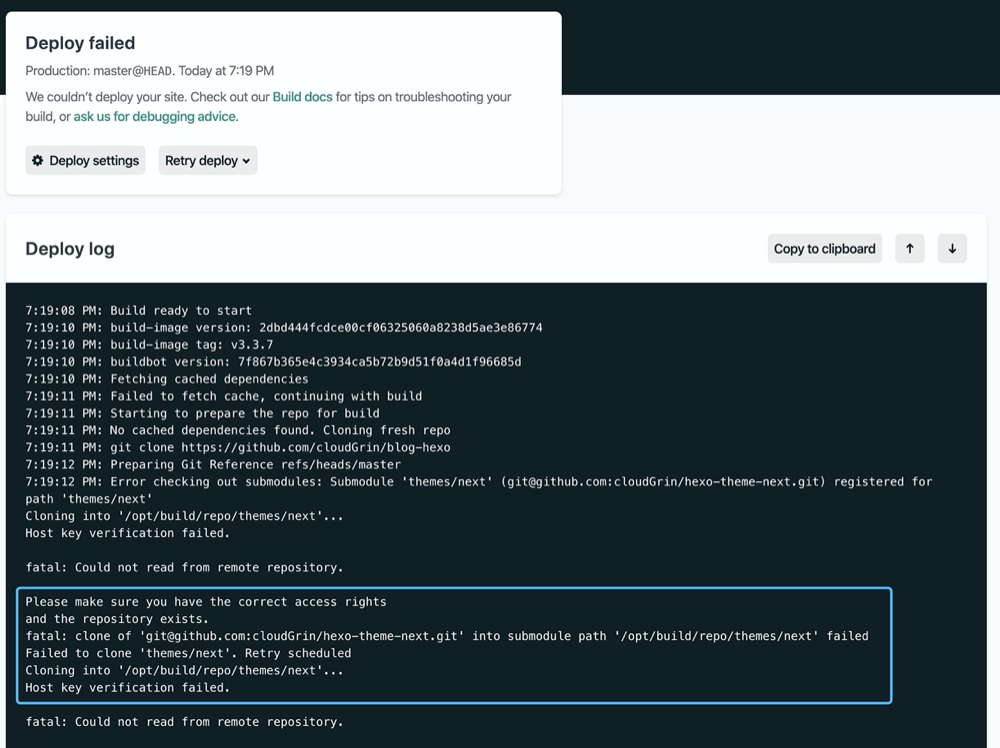 Deploy failed
Production: master@HEAD. Today at 7:19 PM
We couldn’t deploy your site. Check out our Build docs for tips on troubleshooting your
build, or ask us for debugging advice.
Deploy settings
Retry deploy
Deploy log
Copy to clipboard
7:19:08 PM: Build ready to start
7:19:10 PM: build-image version: 2dbd444fcdce00cf06325060a8238d5ae3e86774
7:19:10 PM: build-image tag: v3.3.7
7:19:10 PM: buildbot version: 7f867b365e4c3934ca5b72b9d51f0a4d1f96685d
7:19:10 PM: Fetching cached dependencies
7:19:11 PM: Failed to fetch cache, continuing with build
7:19:11 PM: Starting to prepare the repo for build
7:19:11 PM: No cached dependencies found. Cloning fresh repo
7:19:11 PM: git clone https://github.com/cloudGrin/blog-hexo
7:19:12 PM: Preparing Git Reference refs/heads/master
7:19:12 PM: Error checking out submodules: Submodule 'themes/next' (git@github.com:cloudGrin/hexo-theme-next.git) registered for
path 'themes/next'
Cloning into '/opt/build/repo/themes/next'...
Host key verification failed.
fatal: Could not read from remote repository.
Please make sure you have the correct access rights
and the repository exists.
fatal: clone of 'git@github.com:cloudGrin/hexo-theme-next.git' into submodule path '/opt/build/repo/themes/next' failed
Failed to clone 'themes/next'. Retry scheduled
Cloning into '/opt/build/repo/themes/next'...
Host key verification failed.
fatal: Could not read from remote repository.